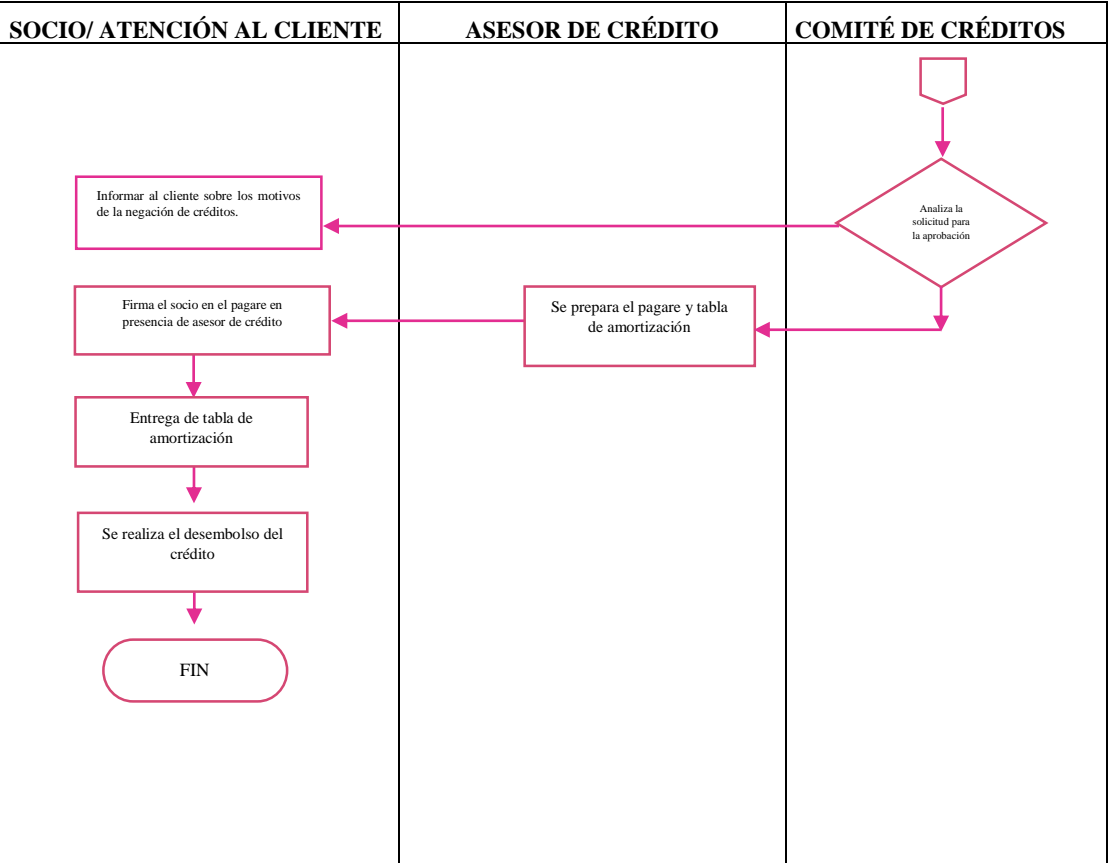 SOCIO/ ATENCIÓN AL CLIENTE
ASESOR DE CRÉDITO
COMITÉ DE CRÉDITOS
Informar al cliente sobre los motivos
de la negación de créditos.
Analiza la
solicitud para
la aprobación
Firma el socio en el pagare en
presencia de asesor de crédito
Se prepara el pagare y tabla
de amortización
Entrega de tabla de
amortización
Se realiza el desembolso del
crédito
FIN